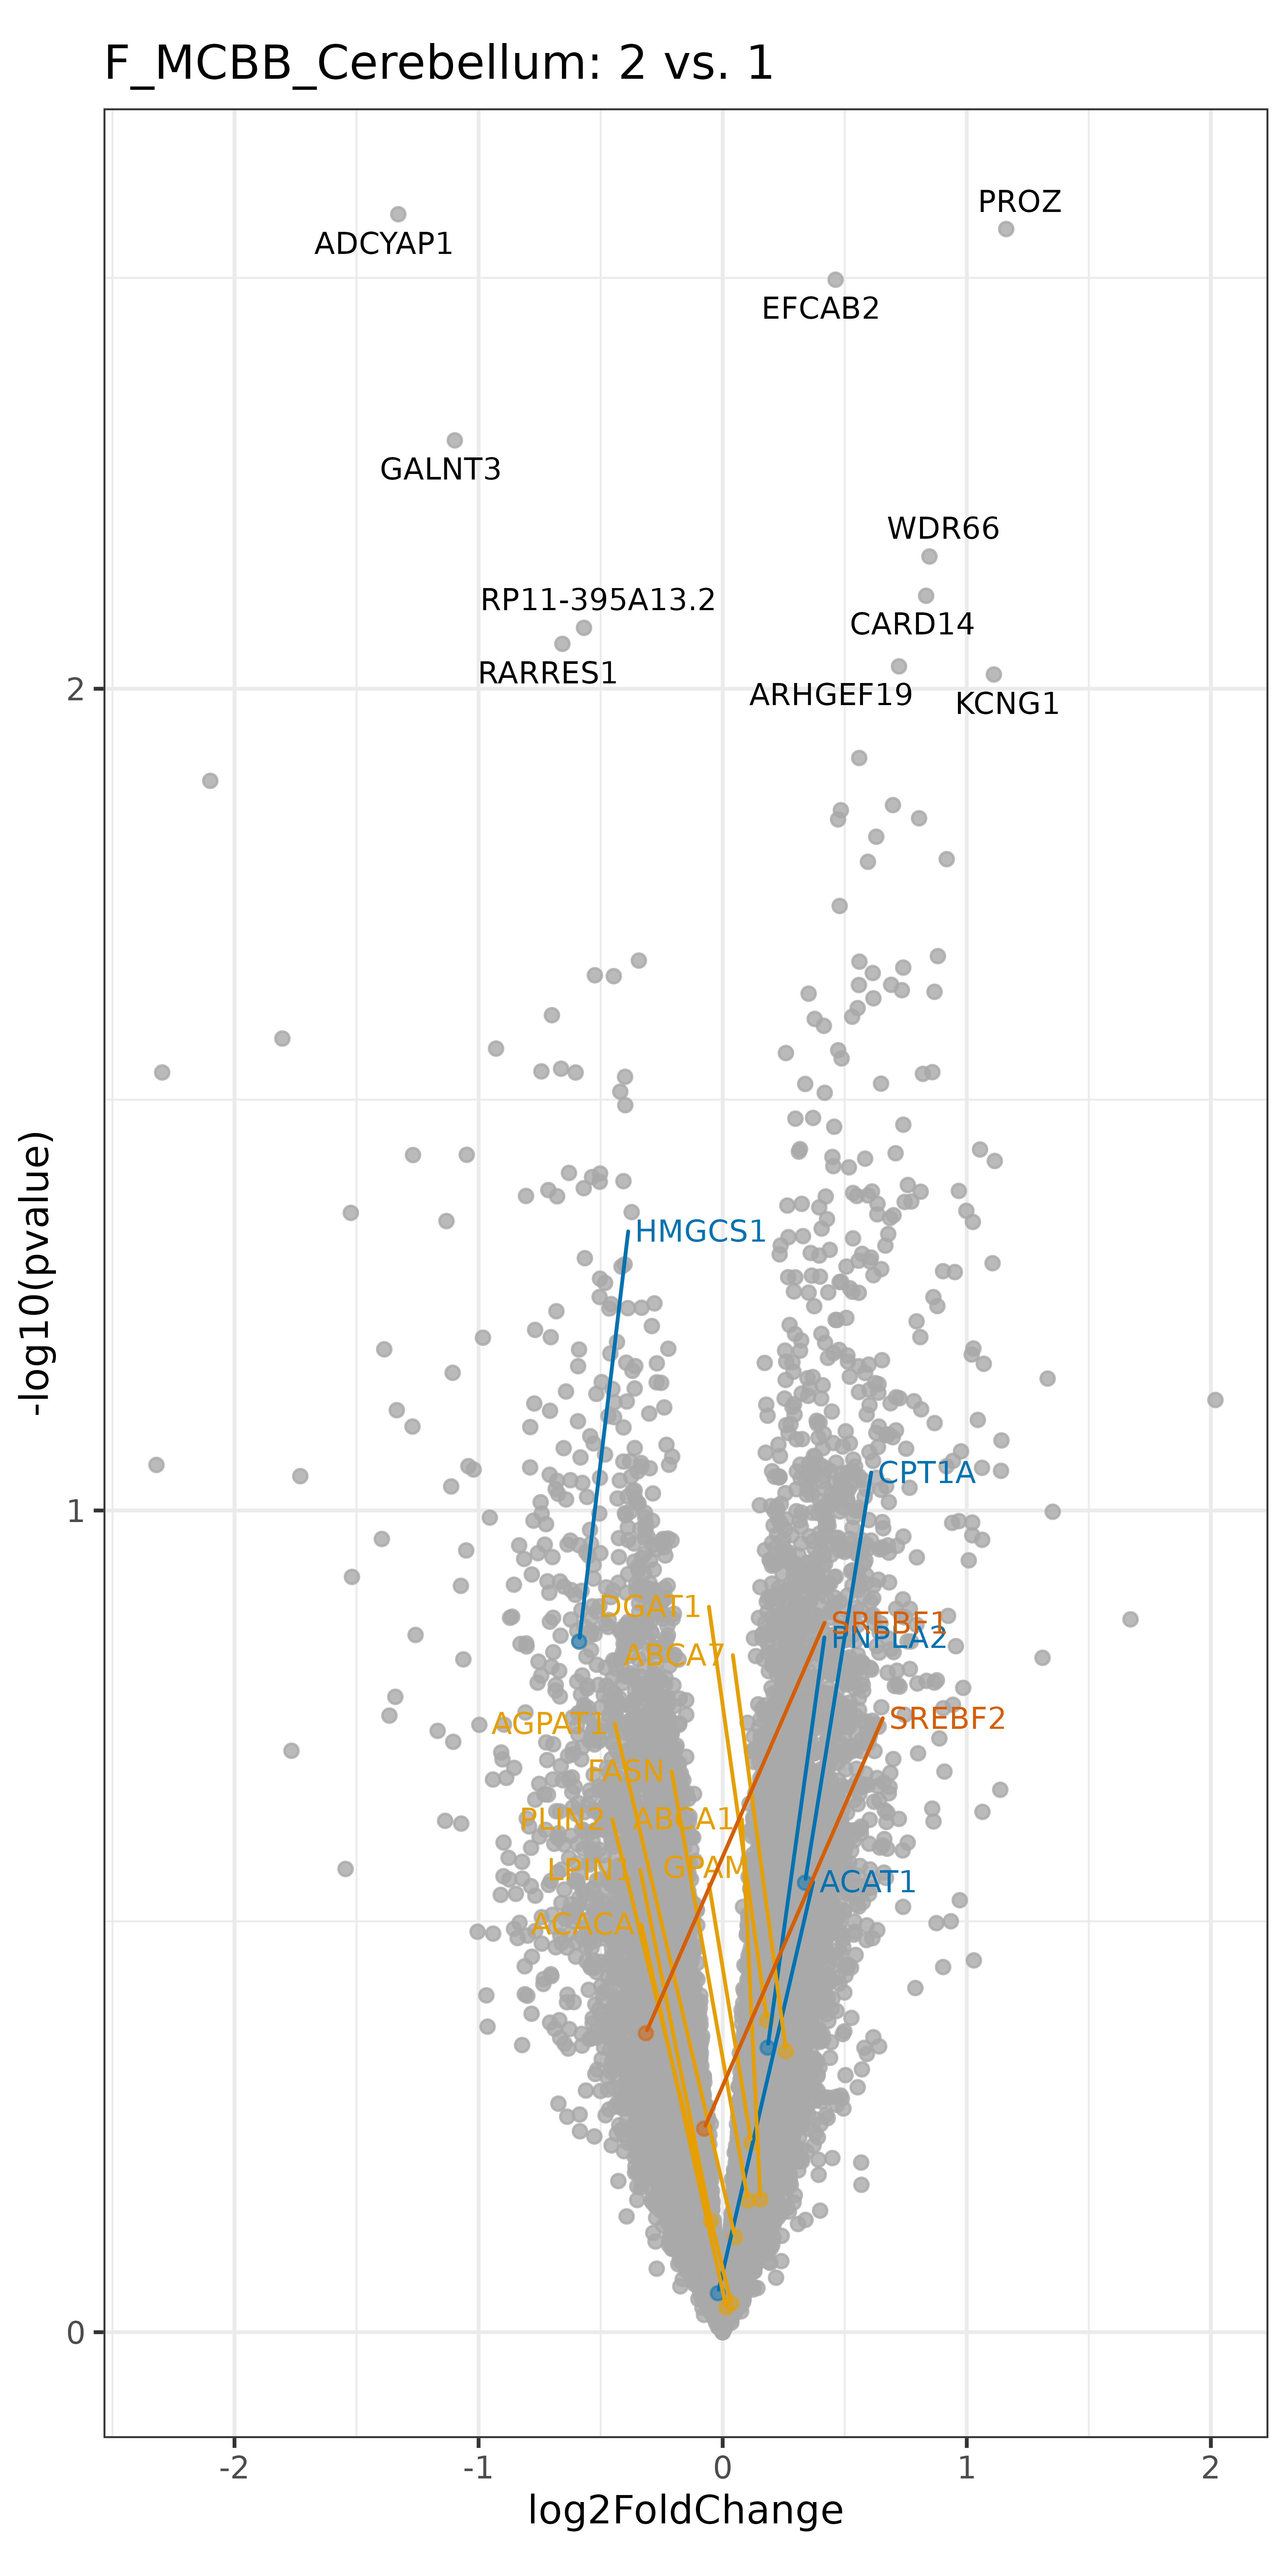 F_MCBB_Cerebellum: 2 vs. 1
PROZ
ADCYAP1
EFCAB2
GALNT3
WDR66
RP11-395A13.2
CARD14
RARRES1
ARHGEF19
KCNG1
2
HMGCS1
-log10(pvalue)
CPT1A
1
DGAT1
SREBF1
PNPLA2
ABCA7
SREBF2
AGPAT1
FASN
PLIN2
ABCA1
LPIN1
GPAM
ACAT1
ACACA
0
-2
-1
0
1
2
log2FoldChange